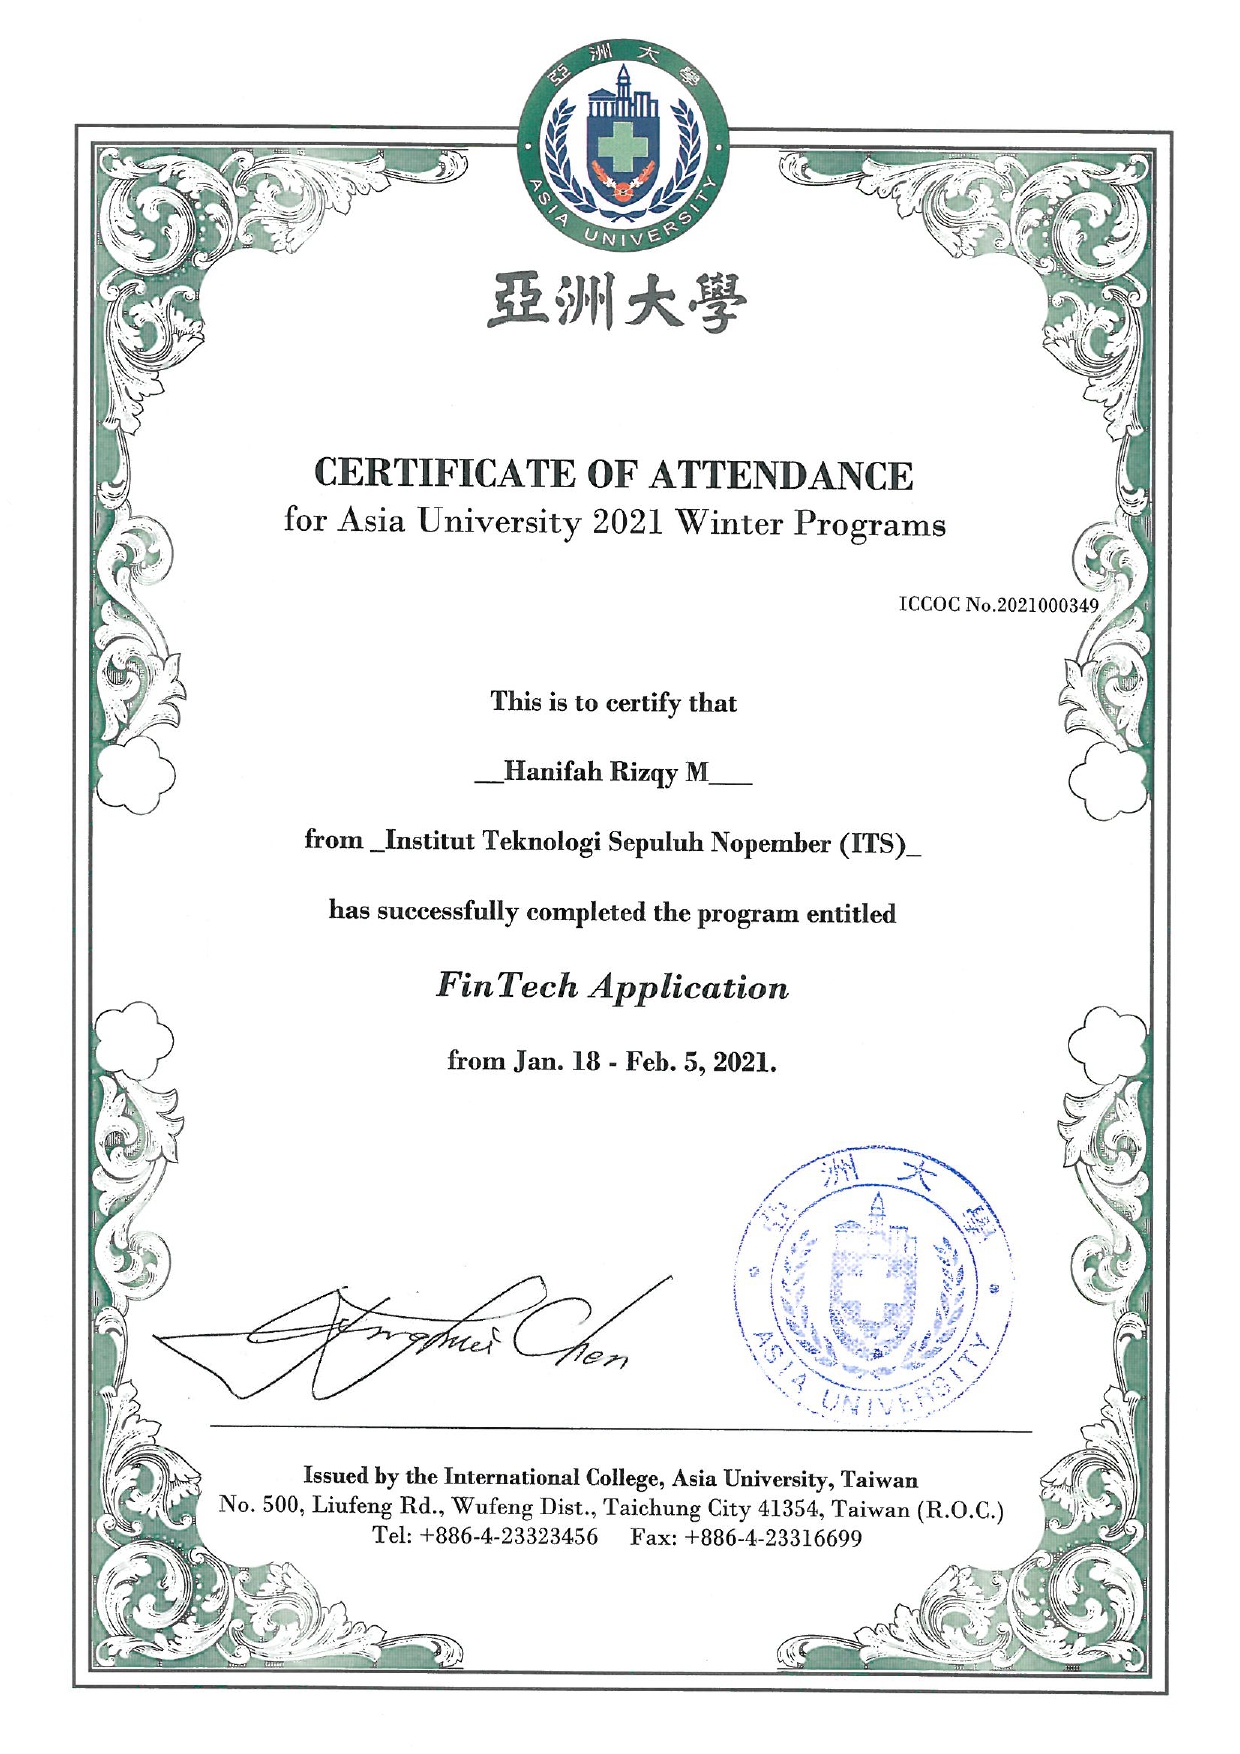 亞洲大學
ASIA UNIVERSITY
亞洲大學
CERTIFICATE OF ATTENDANCE
for Asia University 2021 Winter Programs
ICCOC No.2021000349
This is to certify that
__Hanifah Rizqy M___
from _Institut Teknologi Sepuluh Nopember (ITS)_
has successfully completed the program entitled
FinTech Application
from Jan. 18 - Feb. 5, 2021.
亞洲大學
ASIA UNIVERSITY
Chen
Issued by the International College, Asia University, Taiwan
No. 500, Liufeng Rd., Wufeng Dist., Taichung City 41354, Taiwan (R.O.C.)
Tel: +886-4-23323456 Fax: +886-4-23316699